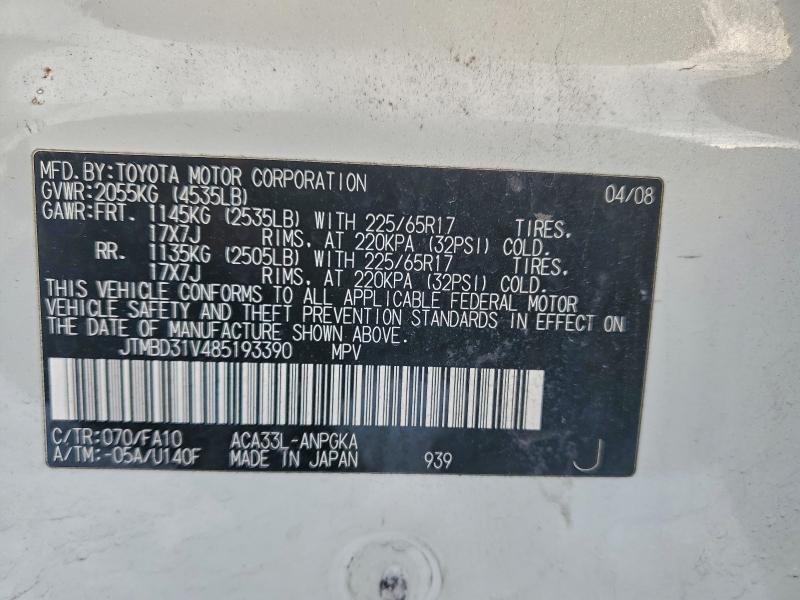 MFD.BY:TOYOTA MOTOR CORPORATION 04/08
GVWR:2055KG (4535LB)
GAWR:FRT. 1145KG (2535LB) WITH 225/65R17 TIRES,
17X7J RIMS, AT 220KPA (32PSI) COLD.
RR. 1135KG (2505LB) WITH 225/65R17 TIRES,
17X7J RIMS, AT 220KPA (32PSI) COLD.
THIS VEHICLE CONFORMS TO ALL APPLICABLE FEDERAL MOTOR
VEHICLE SAFETY AND THEFT PREVENTION STANDARDS IN EFFECT ON
THE DATE OF MANUFACTURE SHOWN ABOVE.
JTMBD31V485193390 MPV
C/TR:070/FA10 ACA33L-ANPGKA
A/TM:-05A/U140F MADE IN JAPAN 939 J